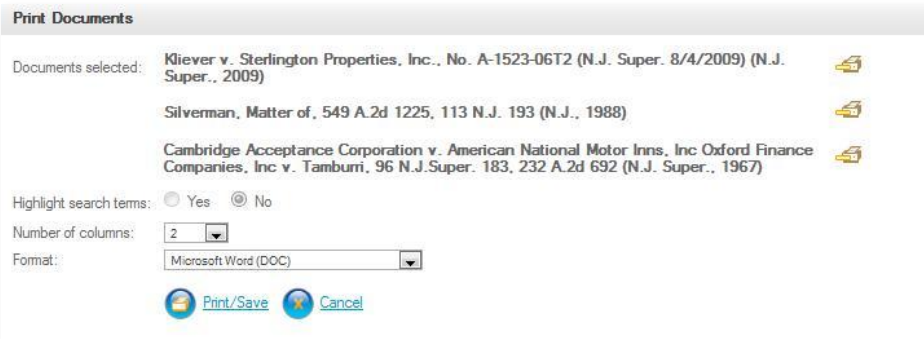 Print Documents
Documents selected:
Kliever v. Sterlington Properties, Inc., No. A-1523-06T2 (N.J. Super. 8/4/2009) (N.J.
Super., 2009)
Silverman, Matter of, 549 A.2d 1225, 113 N.J. 193 (N.J., 1988)
Cambridge Acceptance Corporation v. American National Motor Inns, Inc Oxford Finance
Companies, Inc v. Tamburri, 96 N.J.Super. 183, 232 A.2d 692 (N.J. Super., 1967)
Highlight search terms: Yes No
Number of columns: 2
Format: Microsoft Word (DOC)
Print/Save Cancel